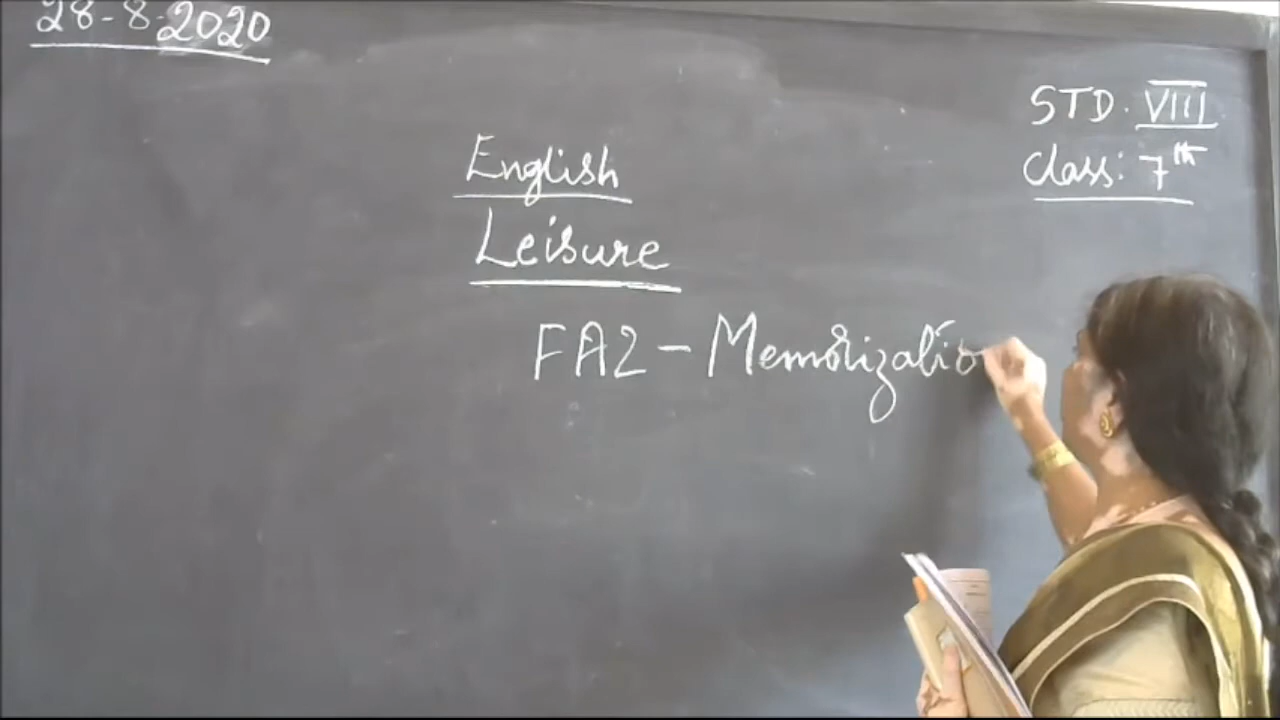 28-8-2020
STD. VIII
Class: 7th
English
Leisure
FA2 - Memorizatio